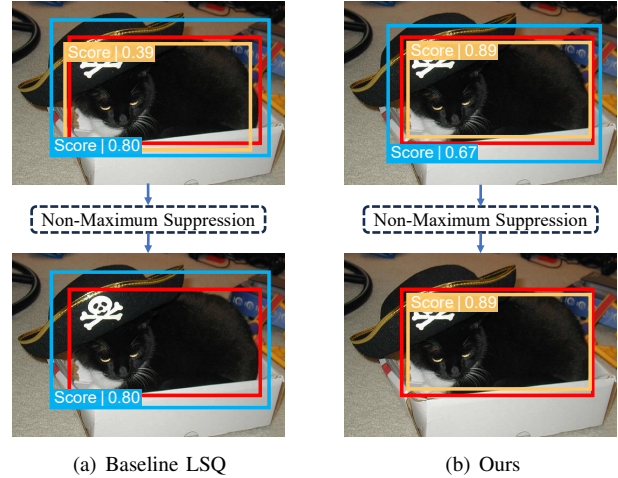 Score | 0.39
Score | 0.80
Score | 0.89
Score | 0.67
Non-Maximum Suppression
Non-Maximum Suppression
Score | 0.80
Score | 0.89
(a) Baseline LSQ
(b) Ours